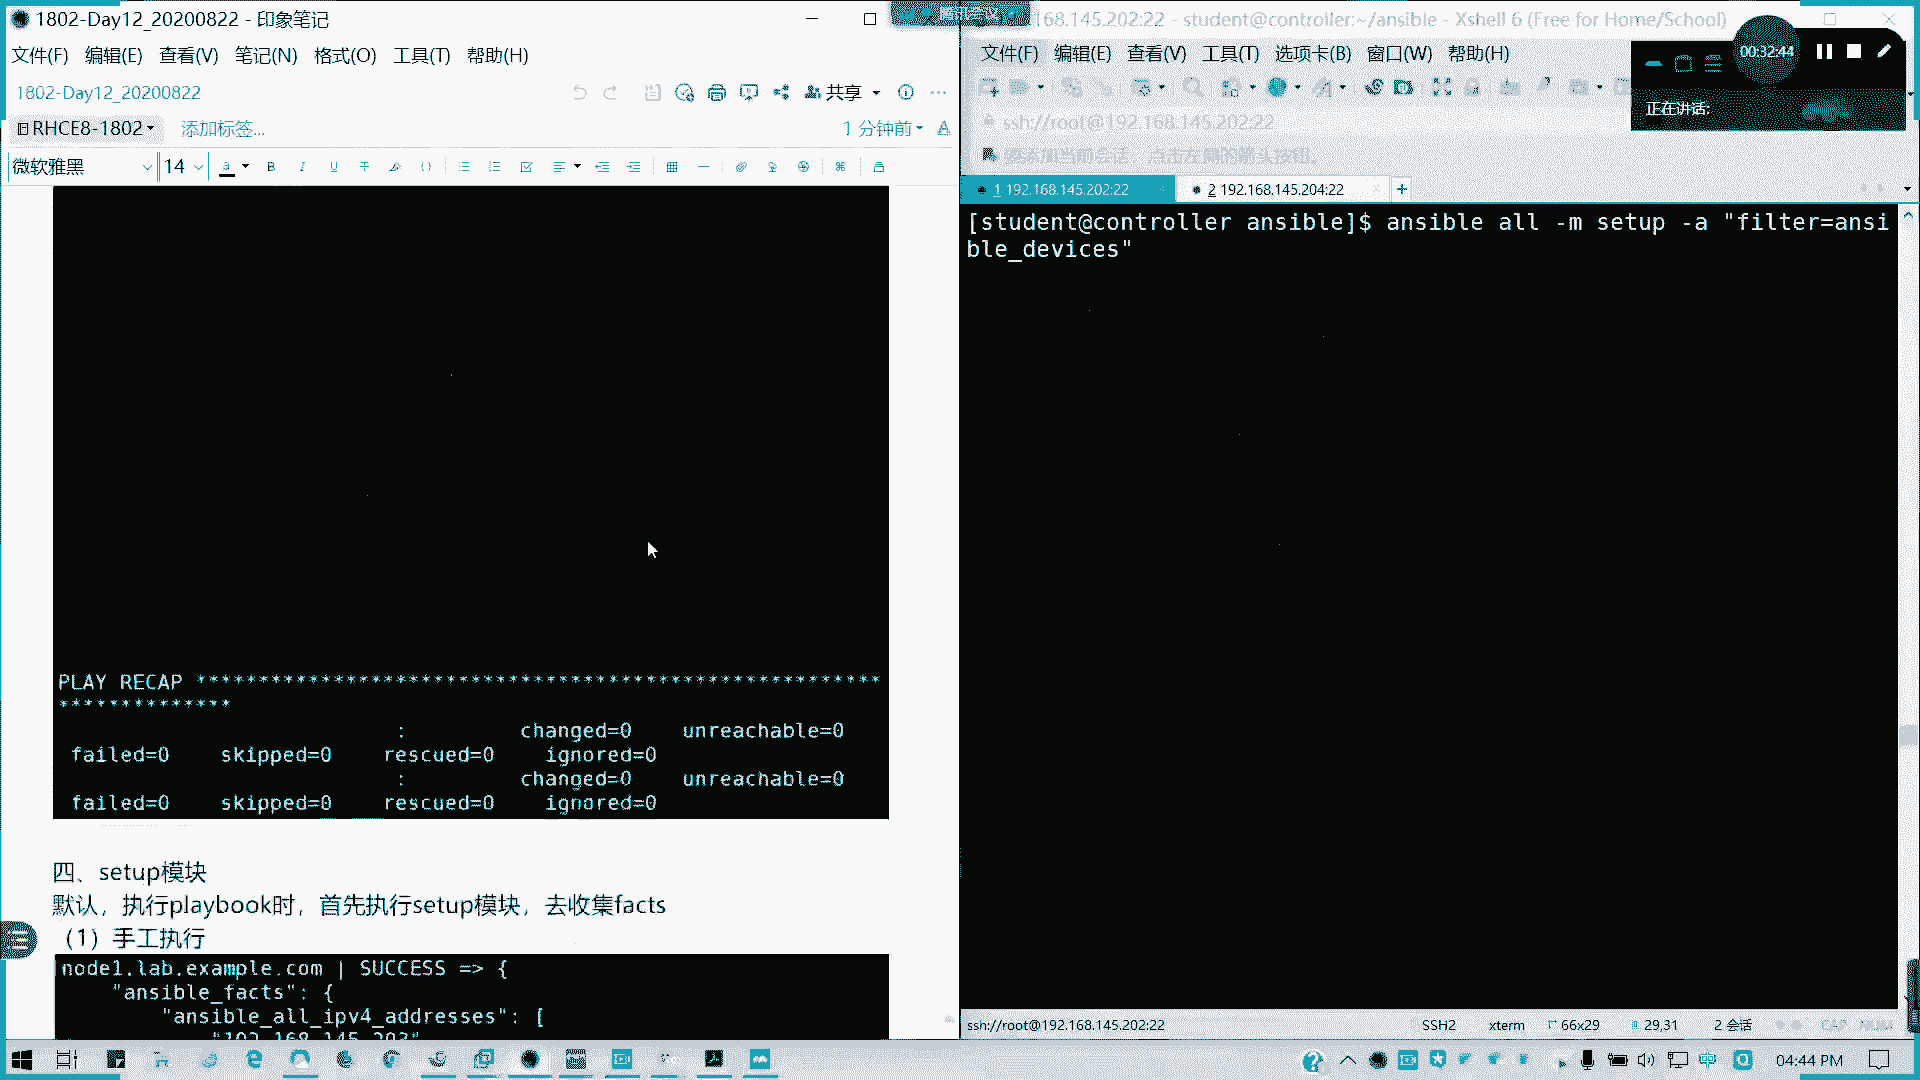 1802-Day12_20200822 - 印象笔记
文件(F) 编辑(E) 查看(V) 笔记(N) 格式(O) 工具(T) 帮助(H)
1802-Day12_20200822
共享
RHCE8-1802
添加标签...
1 分钟前
微软雅黑
14
PLAY RECAP *******************************************************
**************
: changed=0 unreachable=0
failed=0 skipped=0 rescued=0 ignored=0
: changed=0 unreachable=0
failed=0 skipped=0 rescued=0 ignored=0
四、setup模块
默认，执行playbook时，首先执行setup模块，去收集facts
（1）手工执行
node1.lab.example.com | SUCCESS => {
"ansible_facts": {
"ansible_all_ipv4_addresses": [
"192.168.145.203"
腾讯会议
168.145.202:22 - student@controller:~/ansible - Xshell 6 (Free for Home/School)
文件(F) 编辑(E) 查看(V) 工具(T) 选项卡(B) 窗口(W) 帮助(H)
00:32:44
正在讲话:
ssh://root@192.168.145.202:22
要添加当前会话，点击左侧的箭头按钮。
1 192.168.145.202:22
2 192.168.145.204:22
[student@controller ansible]$ ansible all -m setup -a "filter=ansi
ble_devices"
ssh://root@192.168.145.202:22
SSH2
xterm
66x29
29,31
2 会话
CAP NUM
04:44 PM